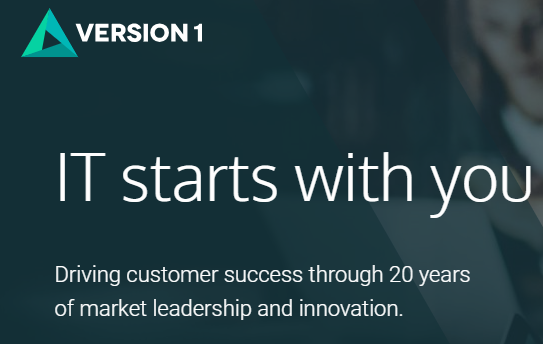 VERSION 1
IT starts with you
Driving customer success through 20 years
of market leadership and innovation.